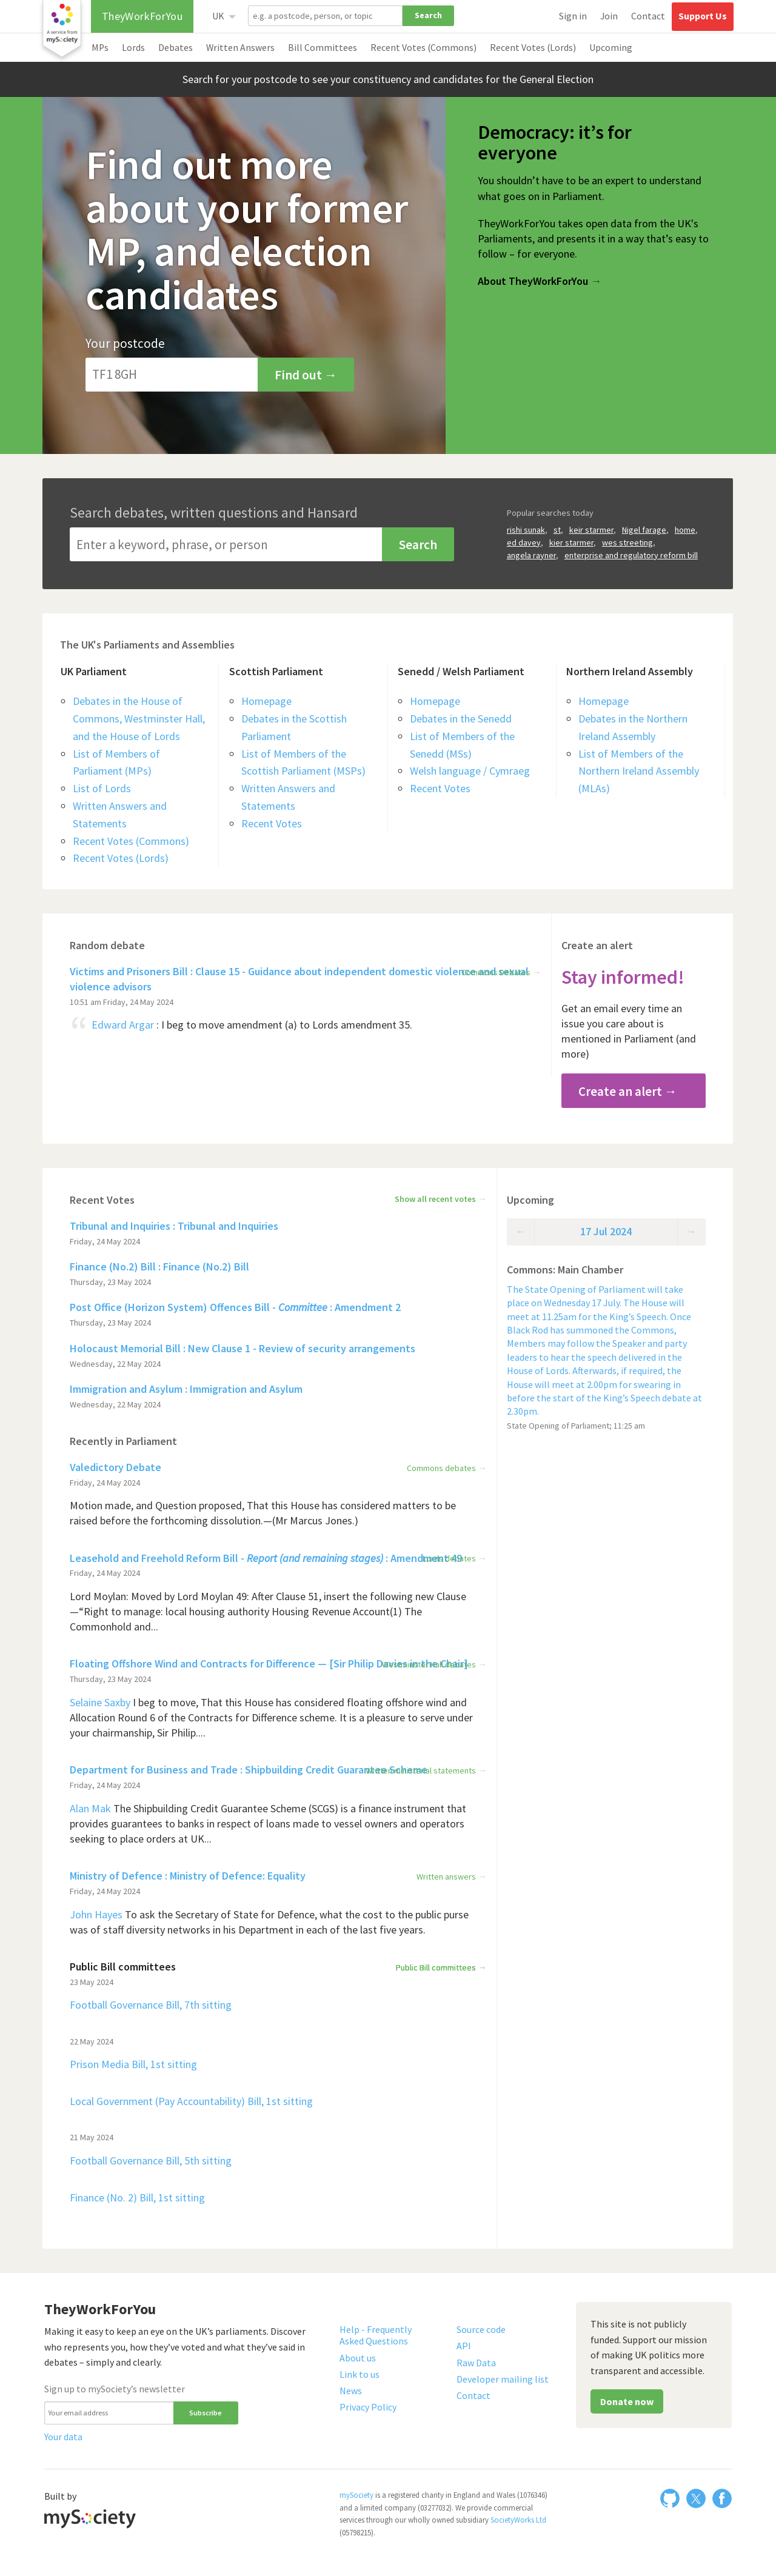 A service from
mySociety
TheyWorkForYou
UK
e.g. a postcode, person, or topic
Search
Sign in
Join
Contact
Support Us
MPs
Lords
Debates
Written Answers
Bill Committees
Recent Votes (Commons)
Recent Votes (Lords)
Upcoming
Search for your postcode to see your constituency and candidates for the General Election
Find out more
about your former
MP, and election
candidates
Your postcode
TF1 8GH
Find out →
Democracy: it’s for
everyone
You shouldn’t have to be an expert to understand
what goes on in Parliament.
TheyWorkForYou takes open data from the UK's
Parliaments, and presents it in a way that’s easy to
follow – for everyone.
About TheyWorkForYou →
Search debates, written questions and Hansard
Enter a keyword, phrase, or person
Search
Popular searches today
rishi sunak, st, keir starmer, Nigel farage, home,
ed davey, kier starmer, wes streeting,
angela rayner, enterprise and regulatory reform bill
The UK's Parliaments and Assemblies
UK Parliament
Debates in the House of
Commons, Westminster Hall,
and the House of Lords
List of Members of
Parliament (MPs)
List of Lords
Written Answers and
Statements
Recent Votes (Commons)
Recent Votes (Lords)
Scottish Parliament
Homepage
Debates in the Scottish
Parliament
List of Members of the
Scottish Parliament (MSPs)
Written Answers and
Statements
Recent Votes
Senedd / Welsh Parliament
Homepage
Debates in the Senedd
List of Members of the
Senedd (MSs)
Welsh language / Cymraeg
Recent Votes
Northern Ireland Assembly
Homepage
Debates in the Northern
Ireland Assembly
List of Members of the
Northern Ireland Assembly
(MLAs)
Random debate
Victims and Prisoners Bill : Clause 15 - Guidance about independent domestic violence and sexual
violence advisors
10:51 am Friday, 24 May 2024
“ Edward Argar : I beg to move amendment (a) to Lords amendment 35.
Create an alert
Stay informed!
Get an email every time an
issue you care about is
mentioned in Parliament (and
more)
Create an alert →
Recent Votes
Show all recent votes →
Tribunal and Inquiries : Tribunal and Inquiries
Friday, 24 May 2024
Finance (No.2) Bill : Finance (No.2) Bill
Thursday, 23 May 2024
Post Office (Horizon System) Offences Bill - Committee : Amendment 2
Thursday, 23 May 2024
Holocaust Memorial Bill : New Clause 1 - Review of security arrangements
Wednesday, 22 May 2024
Immigration and Asylum : Immigration and Asylum
Wednesday, 22 May 2024
Recently in Parliament
Valedictory Debate
Commons debates →
Friday, 24 May 2024
Motion made, and Question proposed, That this House has considered matters to be
raised before the forthcoming dissolution.—(Mr Marcus Jones.)
Leasehold and Freehold Reform Bill - Report (and remaining stages) : Amendment 49
Friday, 24 May 2024
Lord Moylan: Moved by Lord Moylan 49: After Clause 51, insert the following new Clause
—“Right to manage: local housing authority Housing Revenue Account(1) The
Commonhold and...
Floating Offshore Wind and Contracts for Difference — [Sir Philip Davies in the Chair]
Thursday, 23 May 2024
Selaine Saxby I beg to move, That this House has considered floating offshore wind and
Allocation Round 6 of the Contracts for Difference scheme. It is a pleasure to serve under
your chairmanship, Sir Philip....
Department for Business and Trade : Shipbuilding Credit Guarantee Scheme
Friday, 24 May 2024
Alan Mak The Shipbuilding Credit Guarantee Scheme (SCGS) is a finance instrument that
provides guarantees to banks in respect of loans made to vessel owners and operators
seeking to place orders at UK...
Ministry of Defence : Ministry of Defence: Equality
Written answers →
Friday, 24 May 2024
John Hayes To ask the Secretary of State for Defence, what the cost to the public purse
was of staff diversity networks in his Department in each of the last five years.
Public Bill committees
Public Bill committees →
23 May 2024
Football Governance Bill, 7th sitting
22 May 2024
Prison Media Bill, 1st sitting
Local Government (Pay Accountability) Bill, 1st sitting
21 May 2024
Football Governance Bill, 5th sitting
Finance (No. 2) Bill, 1st sitting
Upcoming
← 17 Jul 2024 →
Commons: Main Chamber
The State Opening of Parliament will take
place on Wednesday 17 July. The House will
meet at 11.25am for the King’s Speech. Once
Black Rod has summoned the Commons,
Members may follow the Speaker and party
leaders to hear the speech delivered in the
House of Lords. Afterwards, if required, the
House will meet at 2.00pm for swearing in
before the start of the King’s Speech debate at
2.30pm.
State Opening of Parliament; 11:25 am
TheyWorkForYou
Making it easy to keep an eye on the UK’s parliaments. Discover
who represents you, how they’ve voted and what they’ve said in
debates – simply and clearly.
Sign up to mySociety’s newsletter
Your email address
Subscribe
Your data
Help - Frequently
Asked Questions
About us
Link to us
News
Privacy Policy
Source code
API
Raw Data
Developer mailing list
Contact
This site is not publicly
funded. Support our mission
of making UK politics more
transparent and accessible.
Donate now
Built by
mySociety
mySociety is a registered charity in England and Wales (1076346)
and a limited company (03277032). We provide commercial
services through our wholly owned subsidiary SocietyWorks Ltd
(05798215).